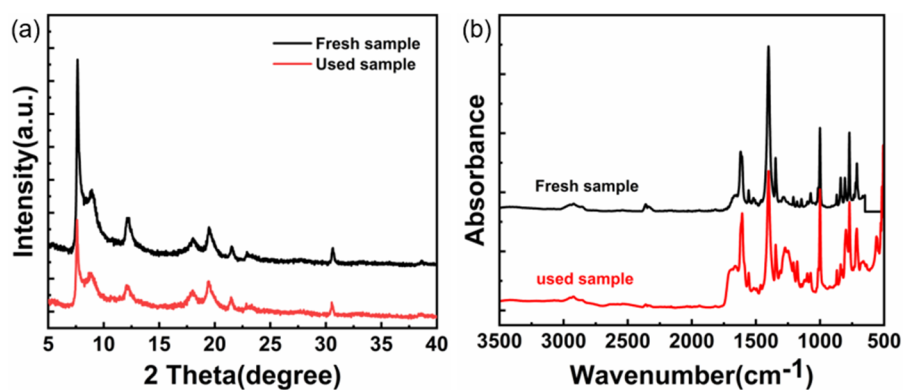 (a)
Fresh sample
Used sample
Intensity(a.u.)
5 10 15 20 25 30 35 40
2 Theta(degree)
(b)
Fresh sample
used sample
Absorbance
3500 3000 2500 2000 1500 1000 500
Wavenumber(cm⁻¹)